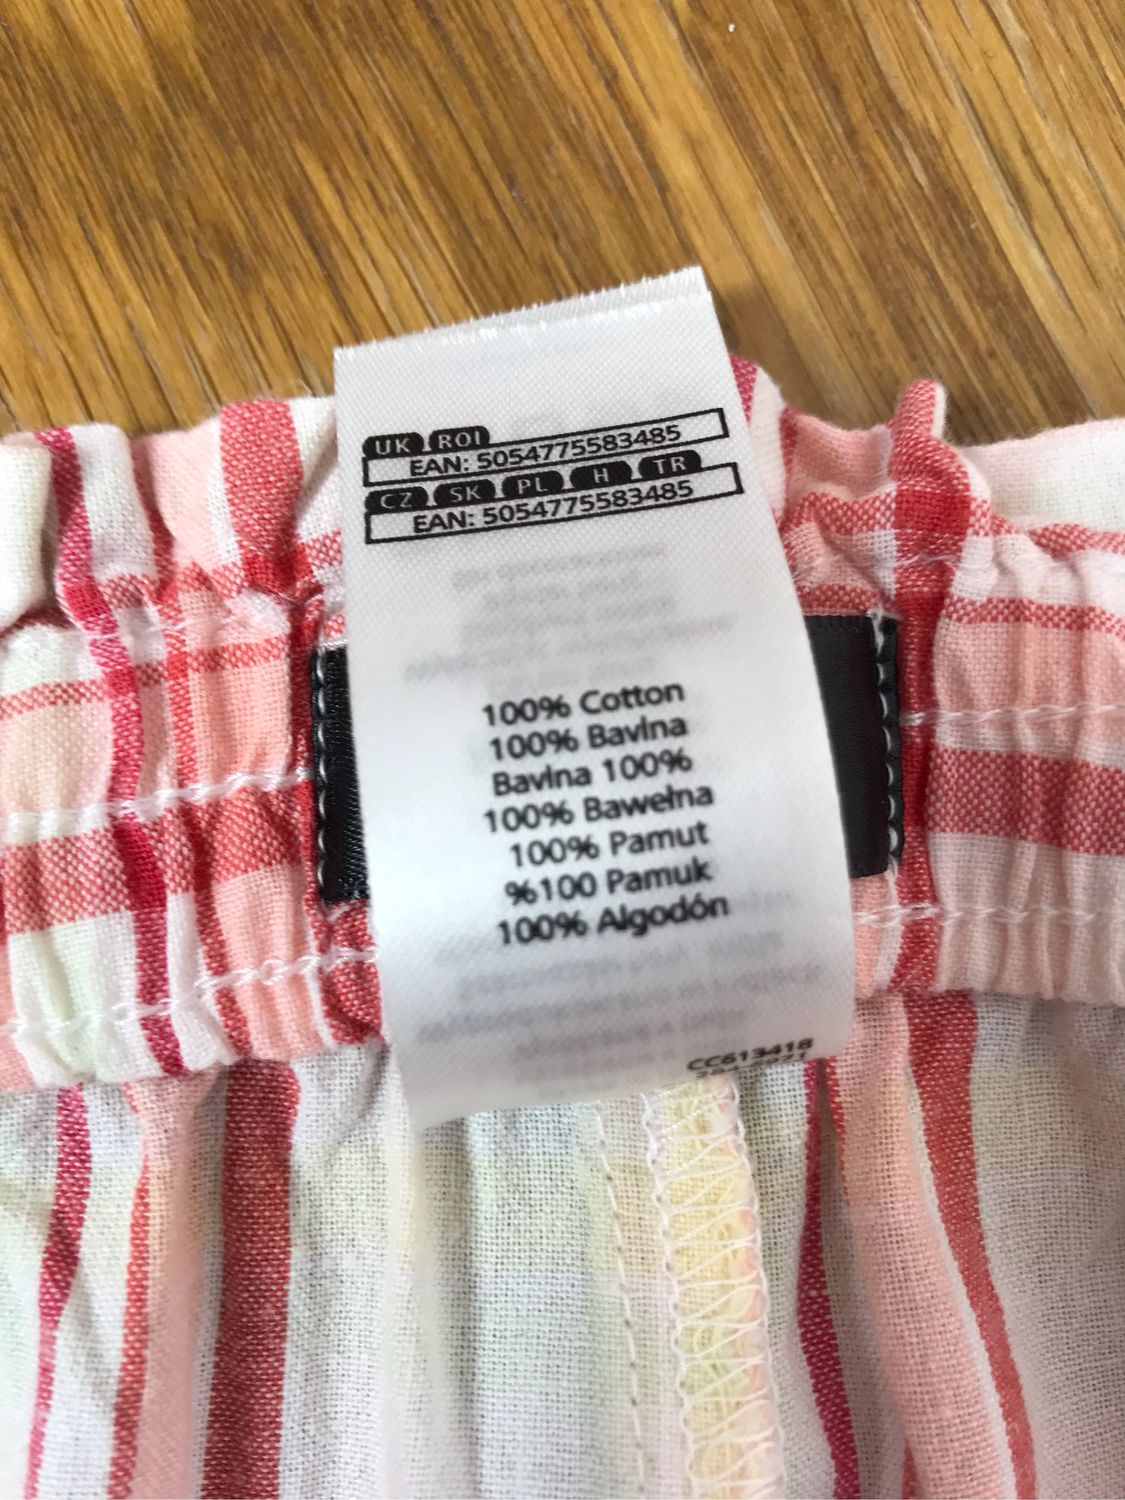 UK ROI
EAN: 5054775583485
CZ SK PL H TR
EAN: 5054775583485
100% Cotton
100% Bavlna
Bavlna 100%
100% Bawełna
100% Pamut
%100 Pamuk
100% Algodón
CC613418